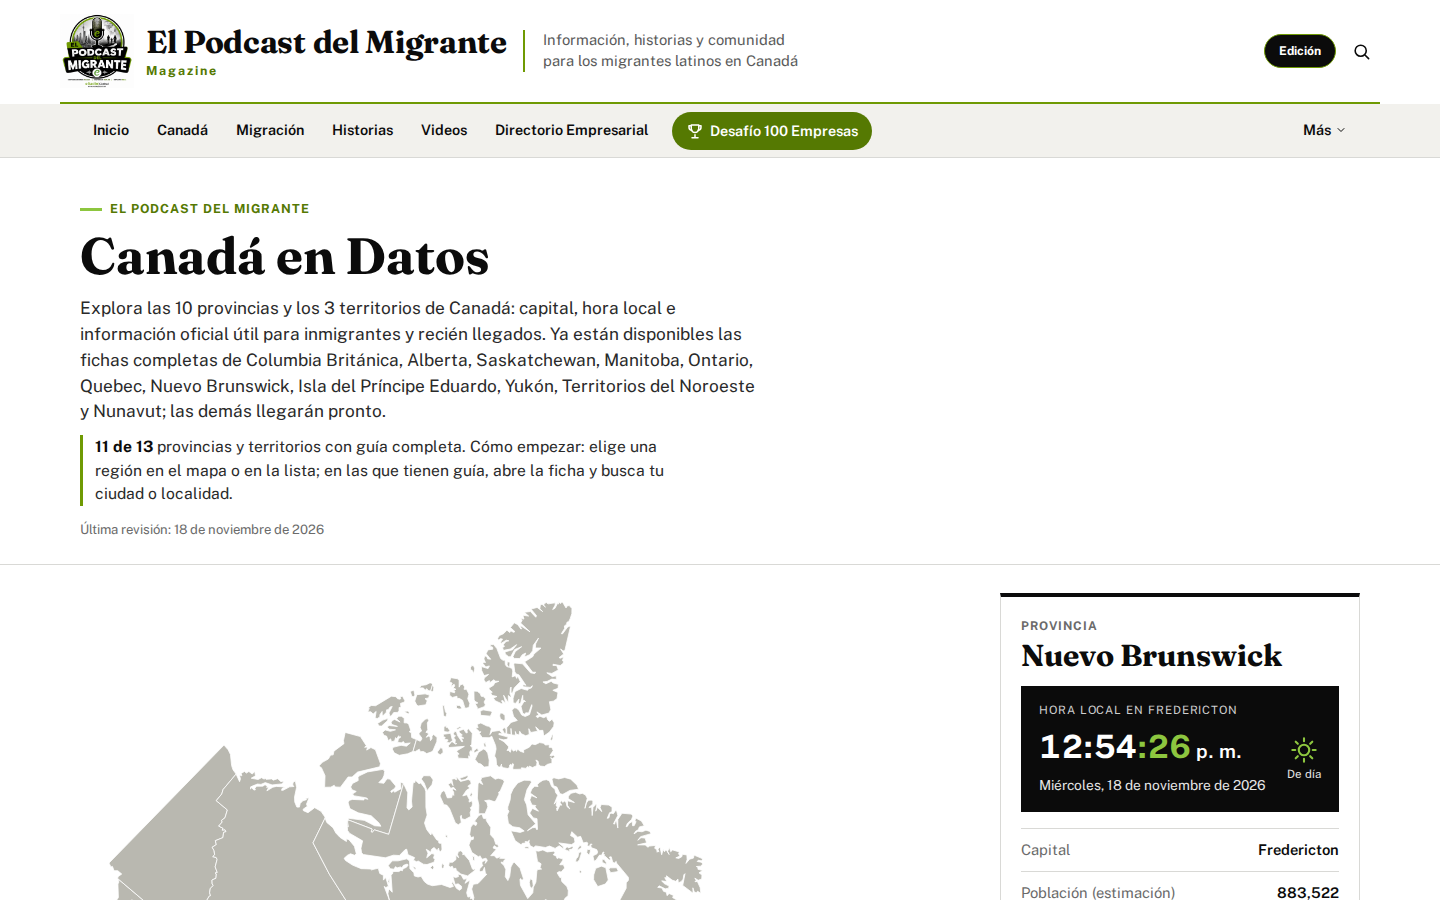 PODCAST
MIGRANTE
El Podcast del Migrante
Magazine
Información, historias y comunidad
para los migrantes latinos en Canadá
Edición
Inicio
Canadá
Migración
Historias
Videos
Directorio Empresarial
Desafío 100 Empresas
Más
EL PODCAST DEL MIGRANTE
Canadá en Datos
Explora las 10 provincias y los 3 territorios de Canadá: capital, hora local e
información oficial útil para inmigrantes y recién llegados. Ya están disponibles las
fichas completas de Columbia Británica, Alberta, Saskatchewan, Manitoba, Ontario,
Quebec, Nuevo Brunswick, Isla del Príncipe Eduardo, Yukón, Territorios del Noroeste
y Nunavut; las demás llegarán pronto.
11 de 13 provincias y territorios con guía completa. Cómo empezar: elige una
región en el mapa o en la lista; en las que tienen guía, abre la ficha y busca tu
ciudad o localidad.
Última revisión: 18 de noviembre de 2026
PROVINCIA
Nuevo Brunswick
HORA LOCAL EN FREDERICTON
12:54:26 p. m.
De día
Miércoles, 18 de noviembre de 2026
Capital
Fredericton
Población (estimación)
883,522